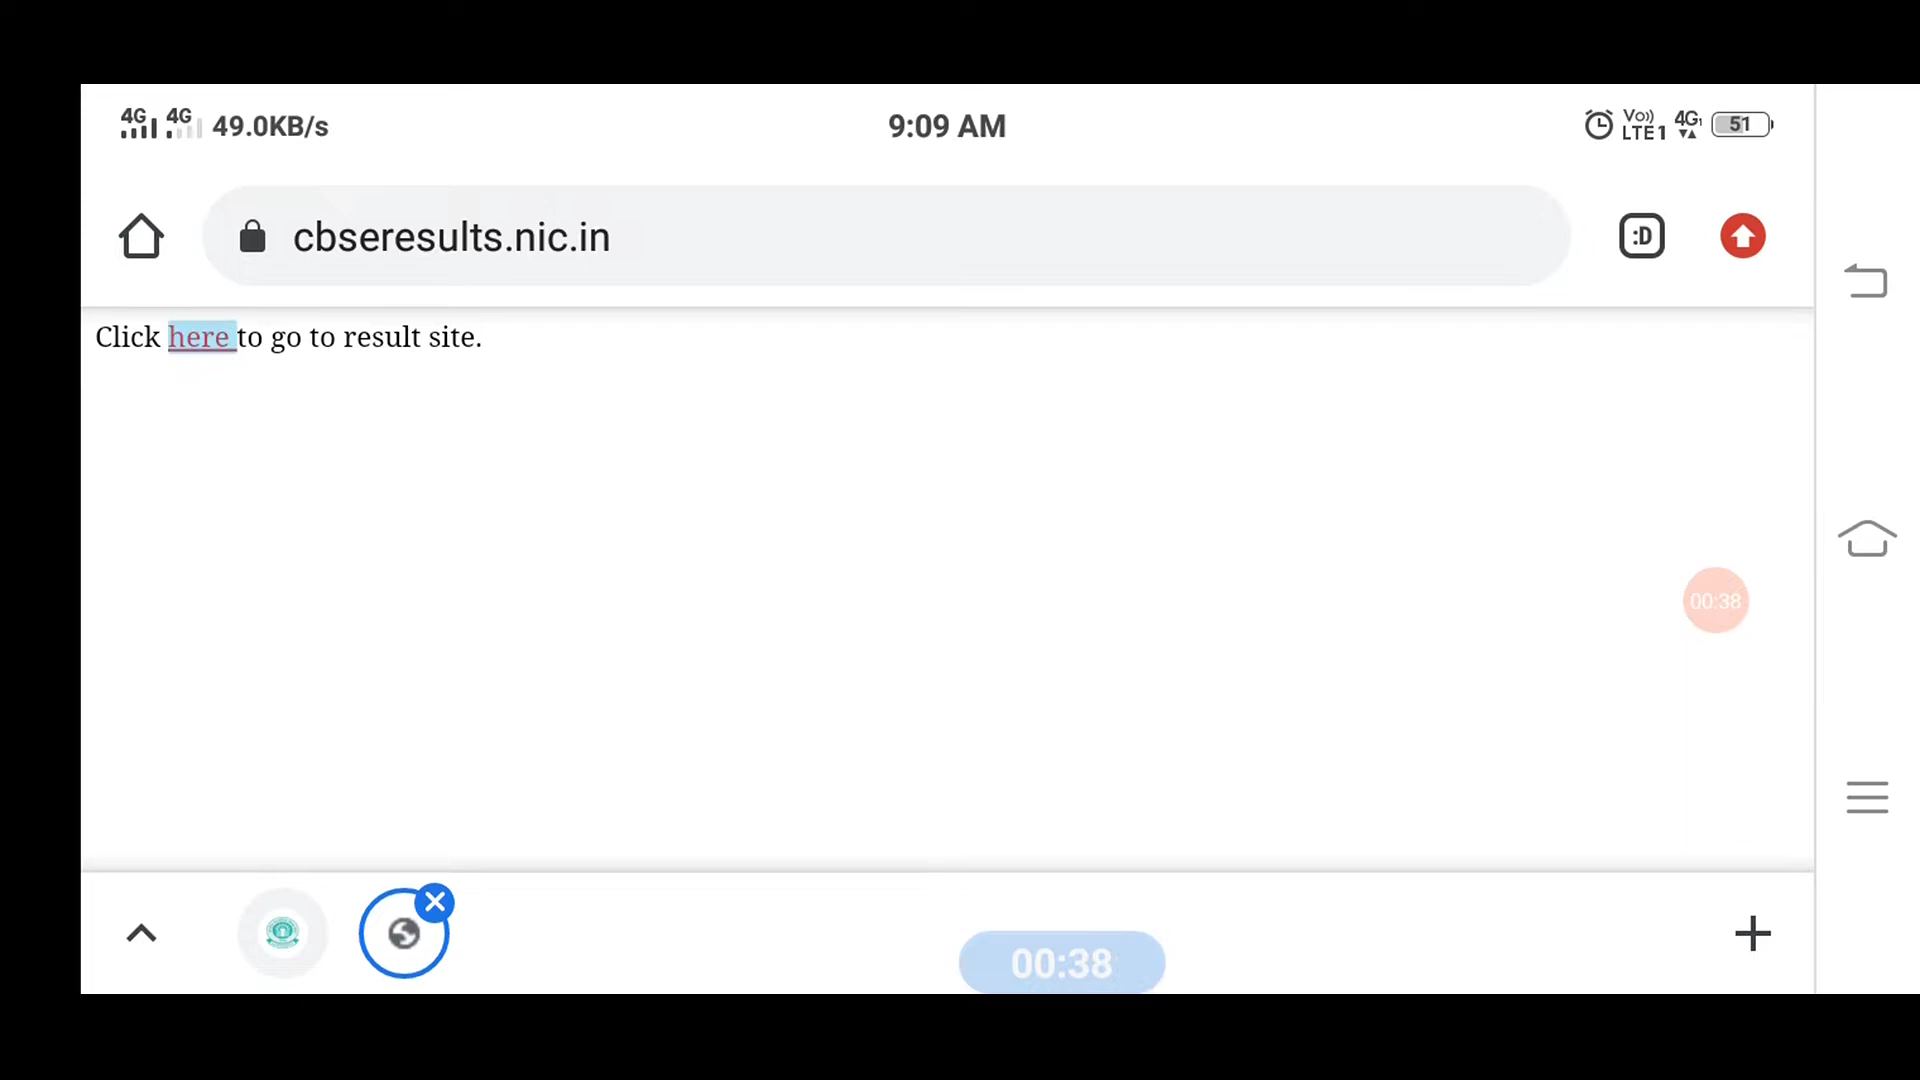 4G 4G 49.0KB/s
9:09 AM
Vo)) LTE1 4G1 51
cbseresults.nic.in
:D
Click here to go to result site.
00:38
00:38